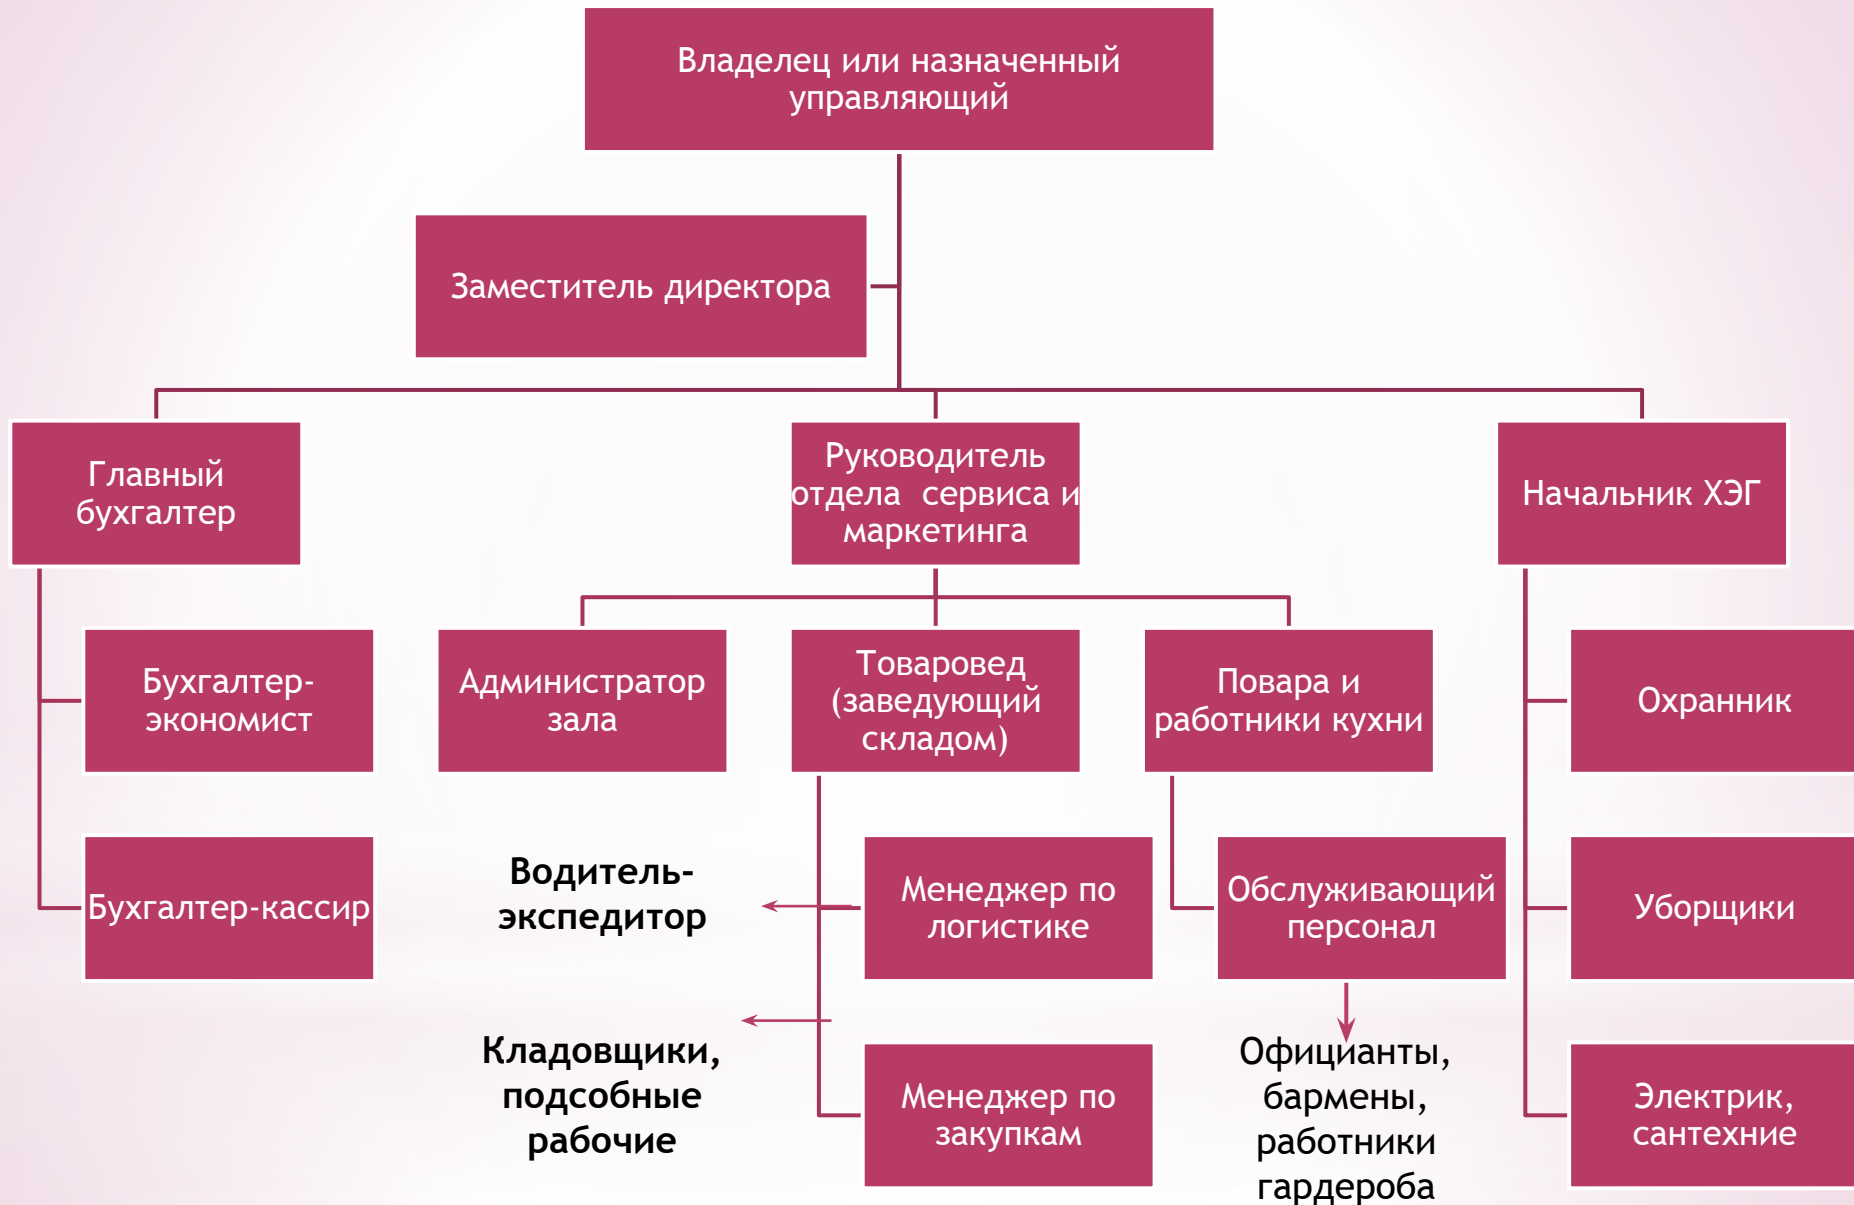 Владелец или назначенный
управляющий
Заместитель директора
Главный
бухгалтер
Руководитель
отдела сервиса и
маркетинга
Начальник ХЭГ
Бухгалтер-
экономист
Администратор
зала
Товаровед
(заведующий
складом)
Повара и
работники кухни
Охранник
Бухгалтер-кассир
Водитель-
экспедитор
Менеджер по
логистике
Обслуживающий
персонал
Уборщики
Кладовщики,
подсобные
рабочие
Менеджер по
закупкам
Официанты,
бармены,
работники
гардероба
Электрик,
сантехние